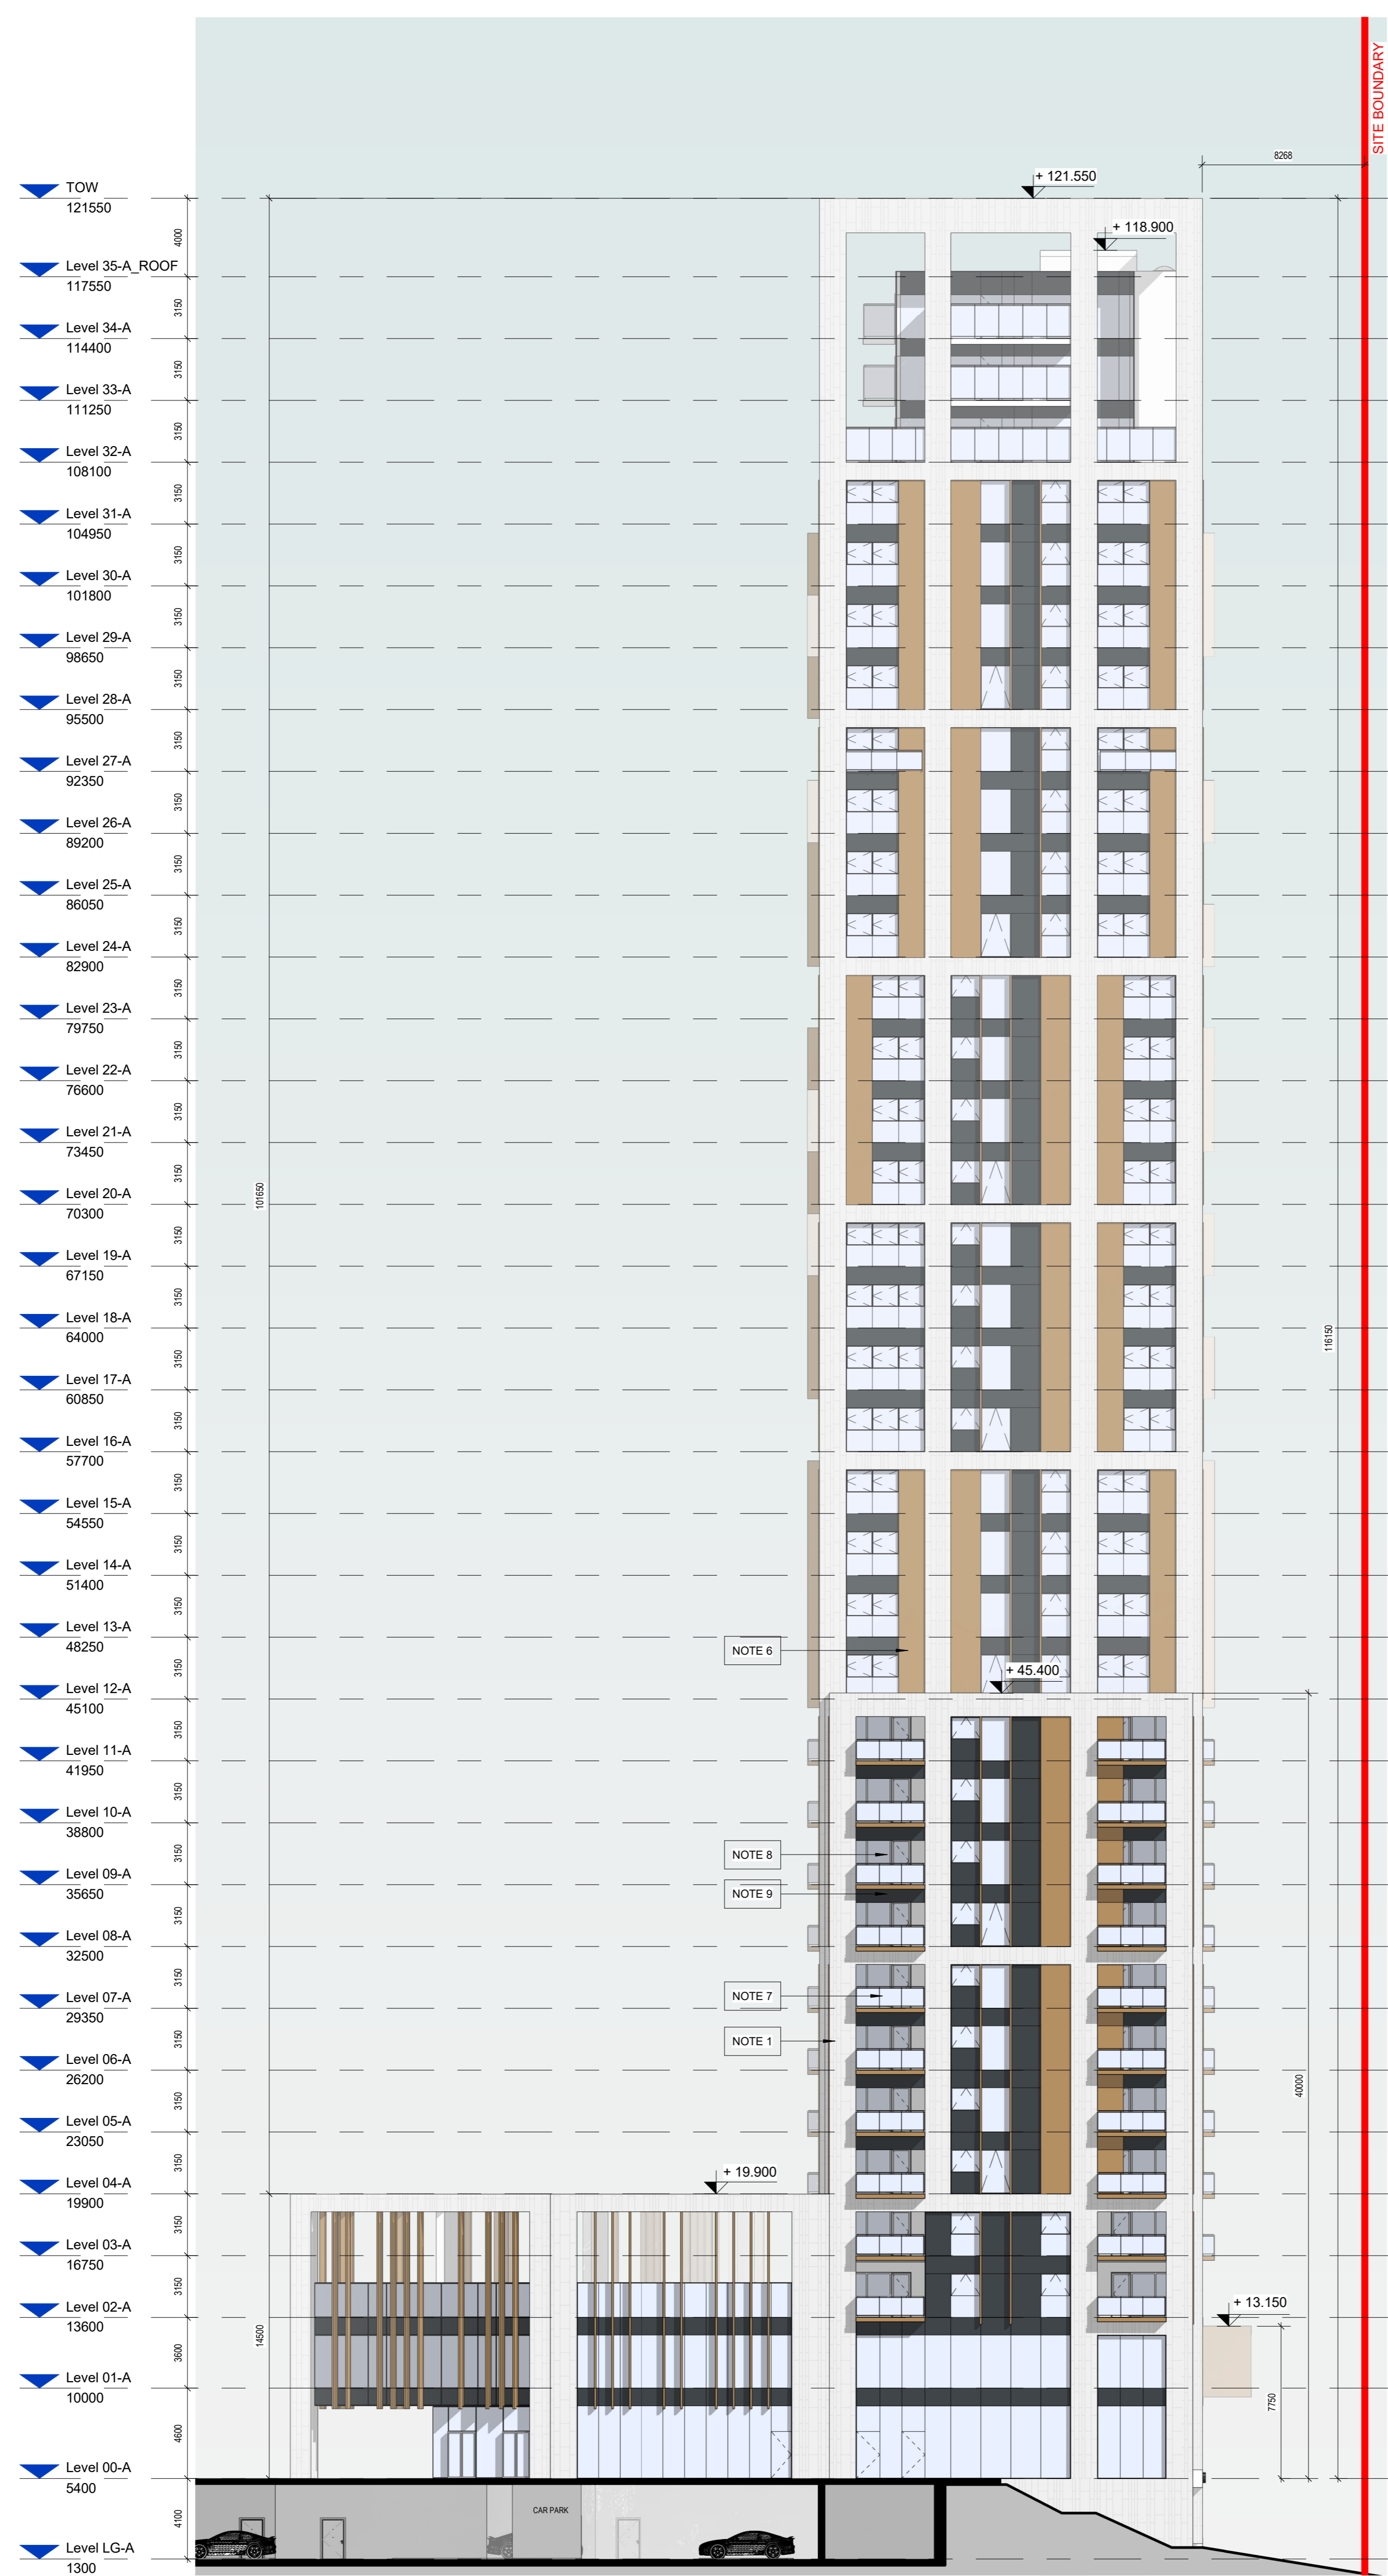 SITE BOUNDARY
8268
TOW
121550
+ 121.550
4000
+ 118.900
Level 35-A_ROOF
117550
3150
Level 34-A
114400
3150
Level 33-A
111250
3150
Level 32-A
108100
3150
Level 31-A
104950
3150
Level 30-A
101800
3150
Level 29-A
98650
3150
Level 28-A
95500
3150
Level 27-A
92350
3150
Level 26-A
89200
3150
Level 25-A
86050
3150
Level 24-A
82900
3150
Level 23-A
79750
3150
Level 22-A
76600
3150
Level 21-A
73450
3150
101650
Level 20-A
70300
3150
Level 19-A
67150
3150
Level 18-A
64000
116150
3150
Level 17-A
60850
3150
Level 16-A
57700
3150
Level 15-A
54550
3150
Level 14-A
51400
3150
Level 13-A
48250
NOTE 6
3150
+ 45.400
Level 12-A
45100
3150
Level 11-A
41950
3150
Level 10-A
38800
3150
NOTE 8
Level 09-A
35650
NOTE 9
3150
Level 08-A
32500
3150
NOTE 7
Level 07-A
29350
3150
NOTE 1
Level 06-A
26200
40000
3150
Level 05-A
23050
3150
+ 19.900
Level 04-A
19900
3150
Level 03-A
16750
3150
Level 02-A
13600
+ 13.150
14500
3600
Level 01-A
10000
7750
4600
Level 00-A
5400
4100
CAR PARK
Level LG-A
1300